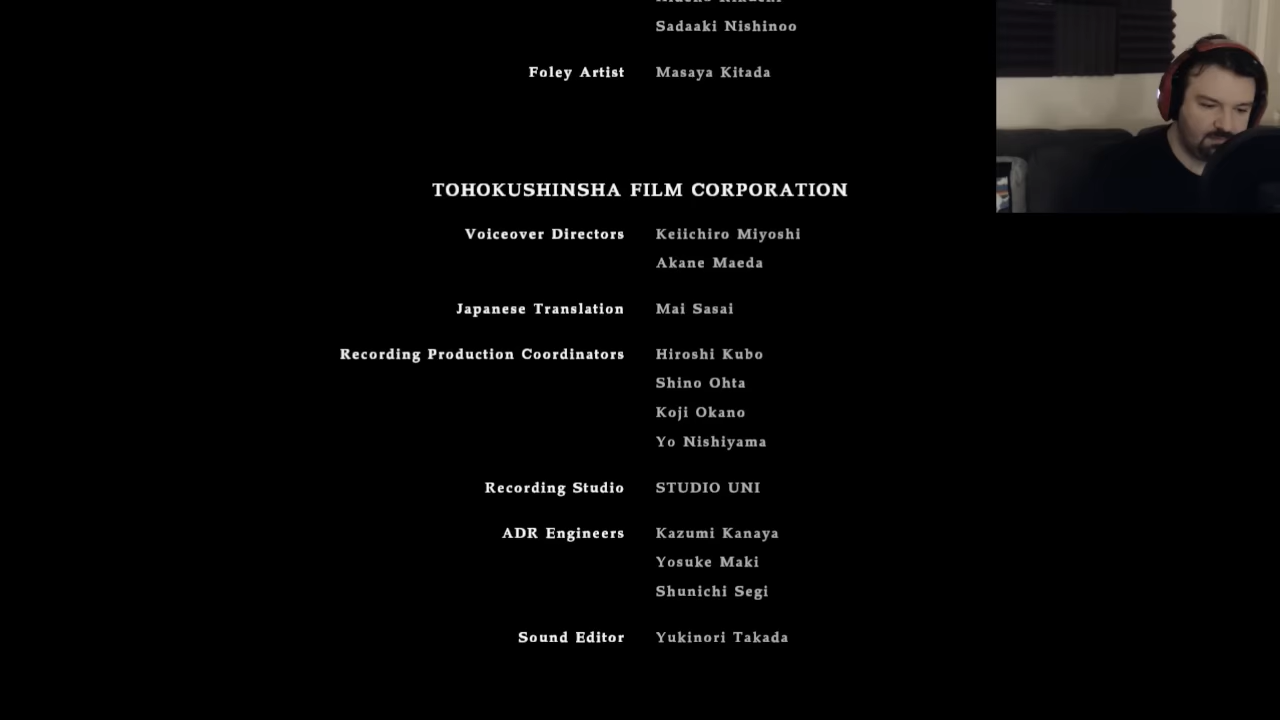 Sadaaki Nishinoo
Foley Artist Masaya Kitada
TOHOKUSHINSHA FILM CORPORATION
Voiceover Directors Keiichiro Miyoshi
Akane Maeda
Japanese Translation Mai Sasai
Recording Production Coordinators Hiroshi Kubo
Shino Ohta
Koji Okano
Yo Nishiyama
Recording Studio STUDIO UNI
ADR Engineers Kazumi Kanaya
Yosuke Maki
Shunichi Segi
Sound Editor Yukinori Takada